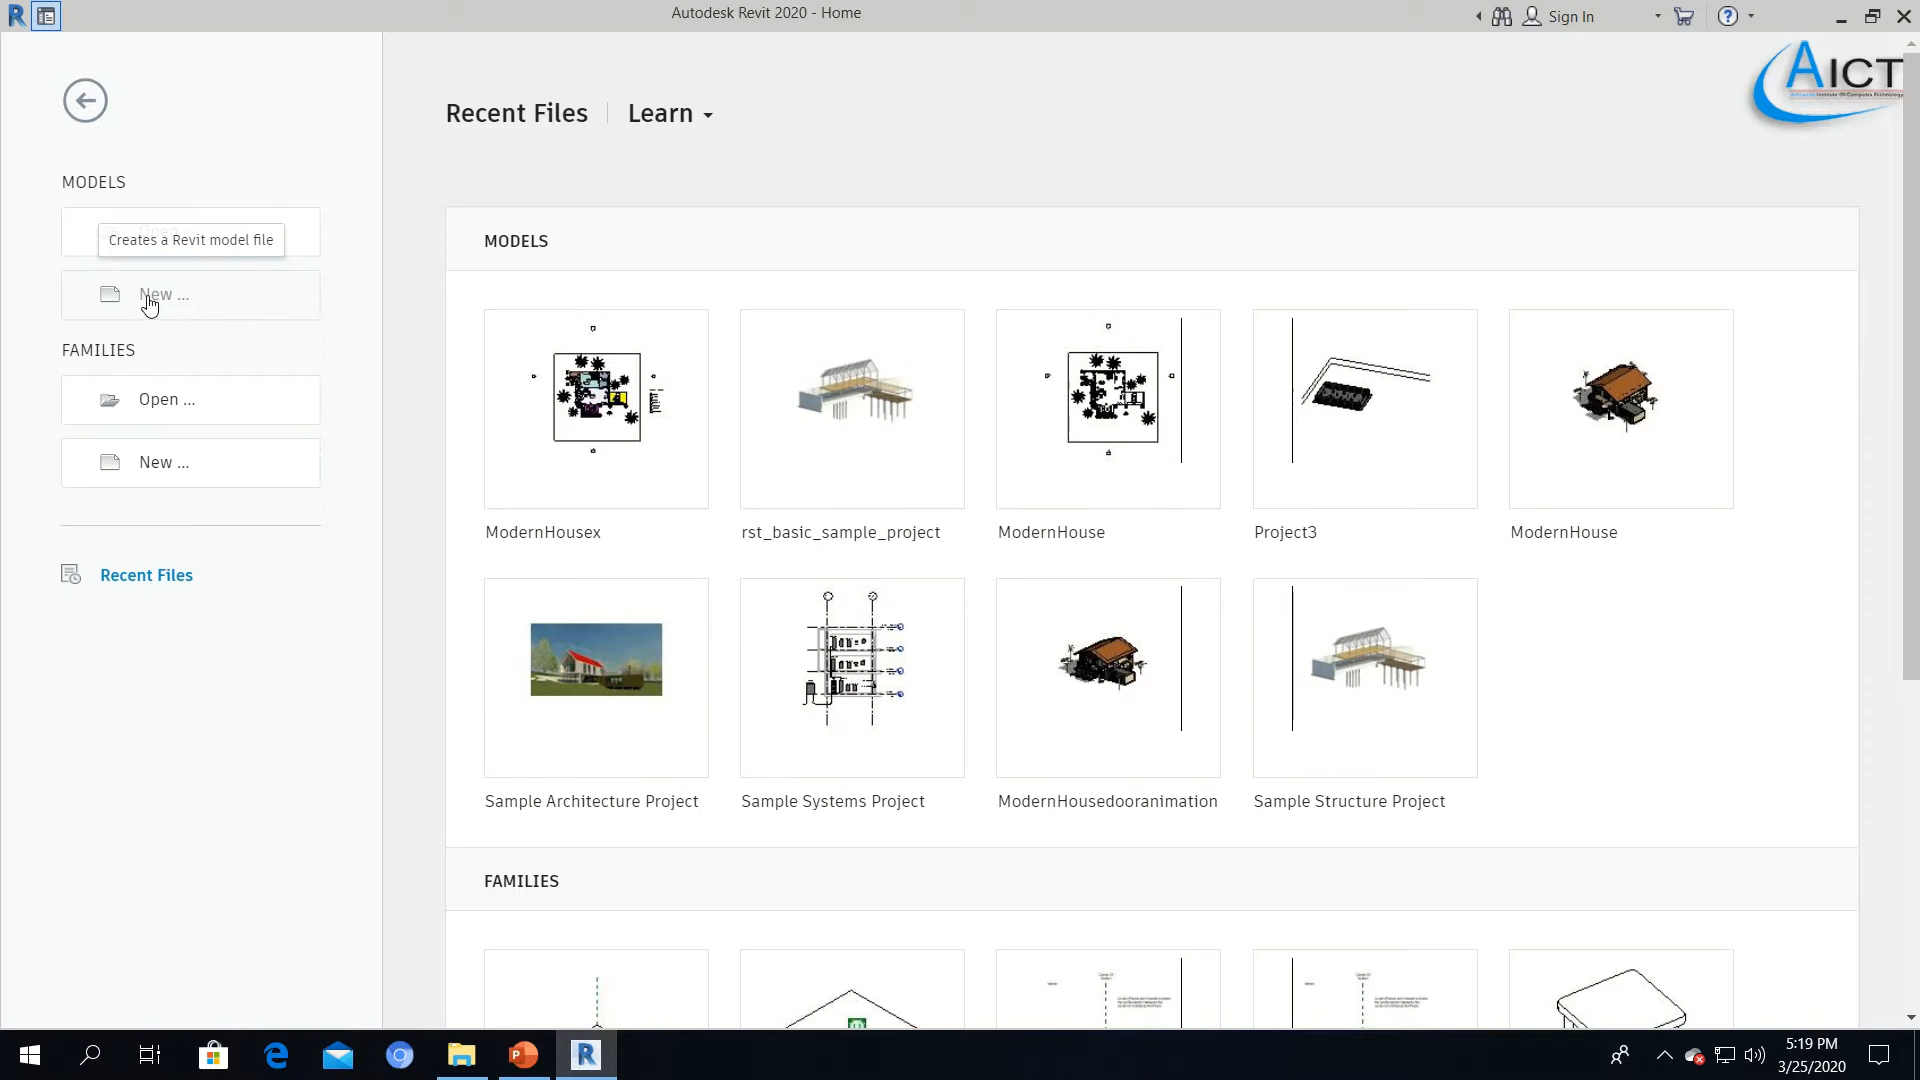 Autodesk Revit 2020 - Home
Sign In
AICT
Recent Files
Learn
MODELS
Creates a Revit model file
New ...
FAMILIES
Open ...
New ...
Recent Files
MODELS
ModernHousex
rst_basic_sample_project
ModernHouse
Project3
ModernHouse
Sample Architecture Project
Sample Systems Project
ModernHousedooranimation
Sample Structure Project
FAMILIES
5:19 PM
3/25/2020